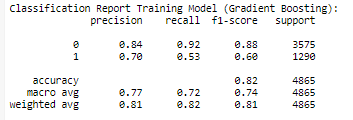 Classification Report Training Model (Gradient Boosting):
precision recall f1-score support
0 0.84 0.92 0.88 3575
1 0.70 0.53 0.60 1290
accuracy 0.82 4865
macro avg 0.77 0.72 0.74 4865
weighted avg 0.81 0.82 0.81 4865